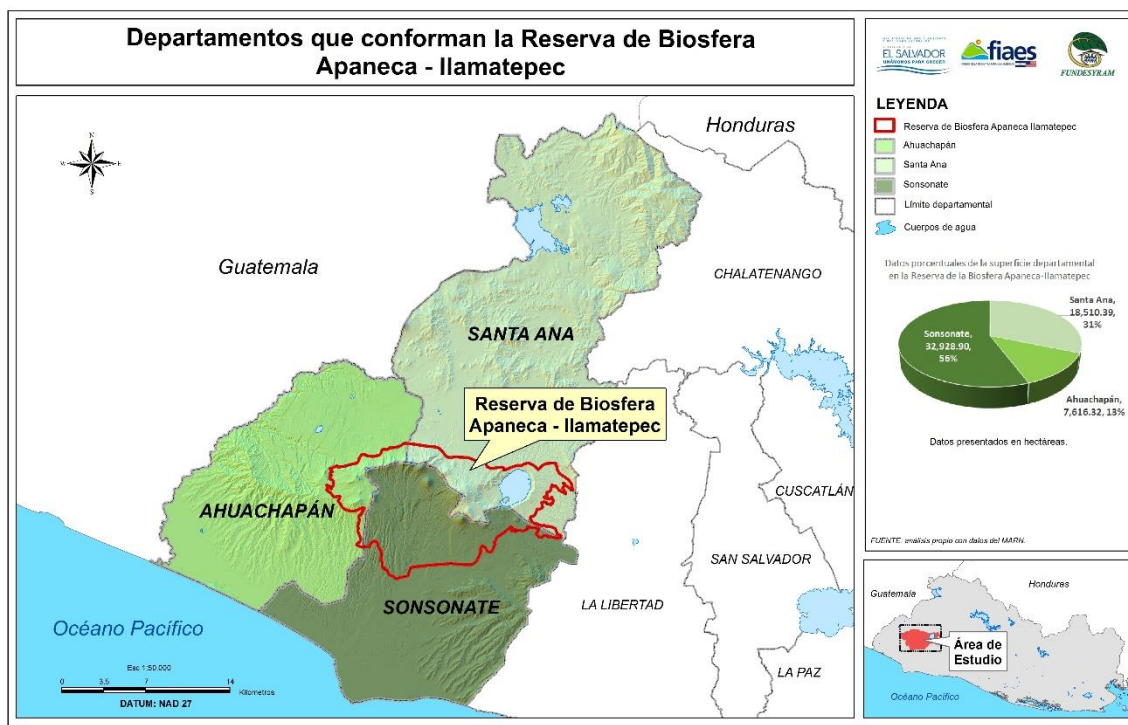 Departamentos que conforman la Reserva de Biosfera
Apaneca - Ilamatepec
EL SALVADOR
UNÁMONOS PARA CRECER
fiaes
FUNDESYRAM
LEYENDA
Reserva de Biosfera Apaneca Ilamatepec
Ahuachapán
Santa Ana
Sonsonate
Límite departamental
Cuerpos de agua
Datos porcentuales de la superficie departamental
en la Reserva de la Biosfera Apaneca-Ilamatepec
Santa Ana,
18,510.39,
31%
Sonsonate,
32,928.90,
56%
Ahuachapán,
7,616.32, 13%
Datos presentados en hectáreas.
FUENTE: análisis propio con datos del MARN.
N
E
S
Honduras
Guatemala
CHALATENANGO
SANTA ANA
Reserva de Biosfera
Apaneca - Ilamatepec
AHUACHAPÁN
CUSCATLÁN
SAN SALVADOR
SONSONATE
LA LIBERTAD
LA PAZ
Océano Pacífico
Esc 1:50.000
0 3.5 7 14
Kilometros
DATUM: NAD 27
Guatemala
Honduras
Área de
Estudio
Océano Pacífico